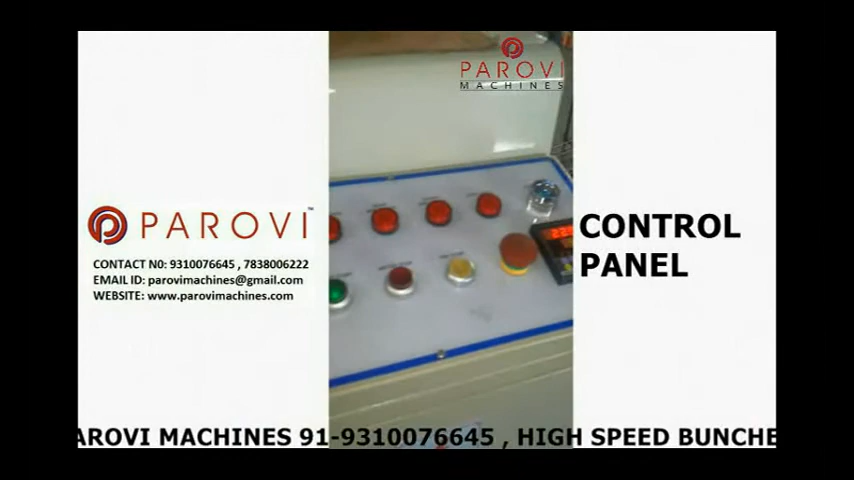 PAROVI
MACHINES
PAROVI™
CONTACT N0: 9310076645 , 7838006222
EMAIL ID: parovimachines@gmail.com
WEBSITE: www.parovimachines.com
CONTROL
PANEL
AROVI MACHINES 91-9310076645 , HIGH SPEED BUNCHE